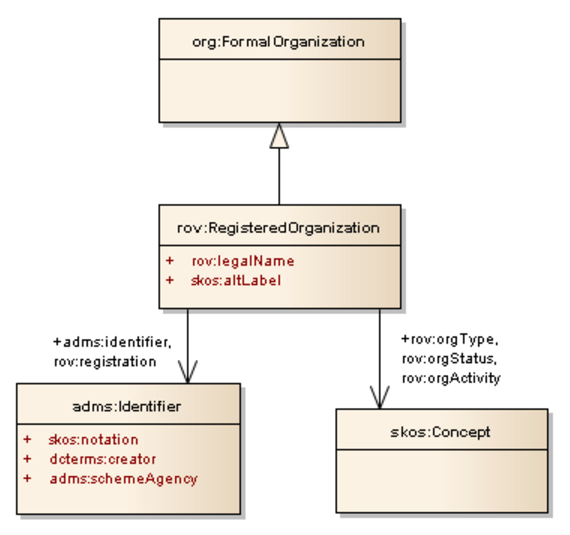 org:FormalOrganization
rov:RegisteredOrganization
+ rov:legalName
+ skos:altLabel
+adms:identifier,
rov:registration
+rov:orgType,
rov:orgStatus,
rov:orgActivity
adms:Identifier
+ skos:notation
+ dcterms:creator
+ adms:schemeAgency
skos:Concept